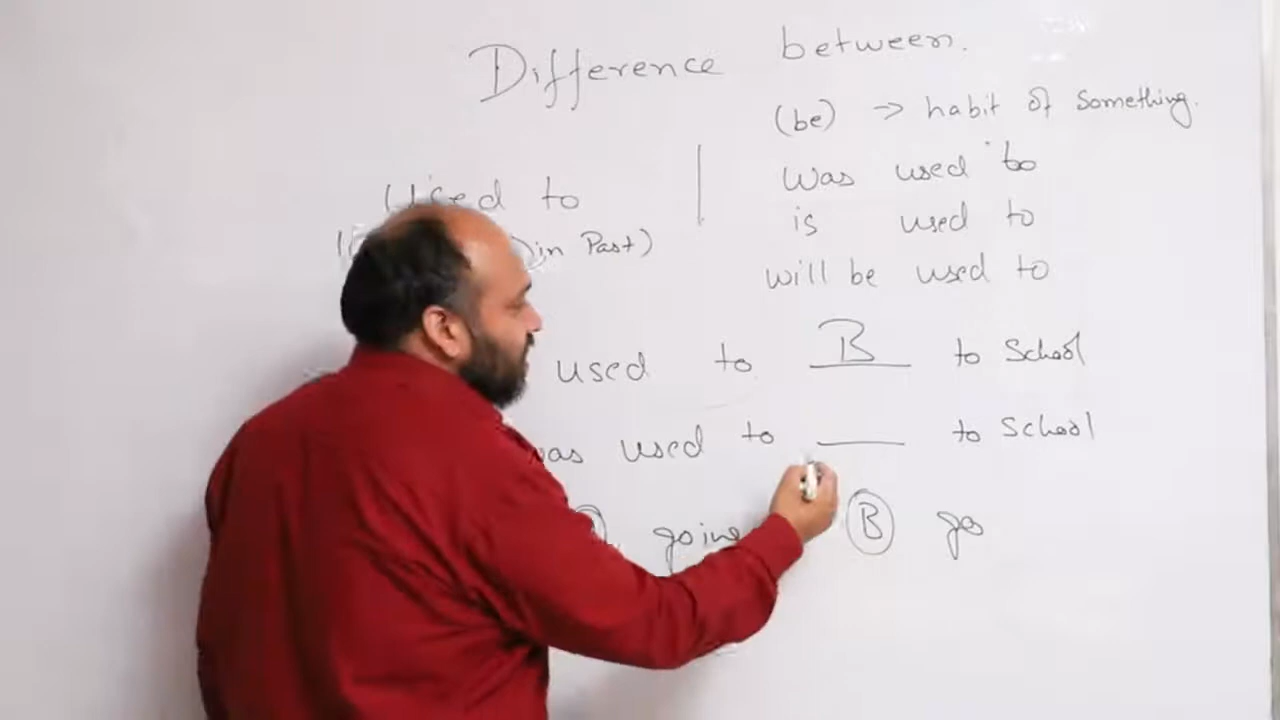 Difference between.
(be) → habit of Something.
Used to
was used to
in Past)
is used to
will be used to
used to B to School
was used to ___ to School
going (B) go